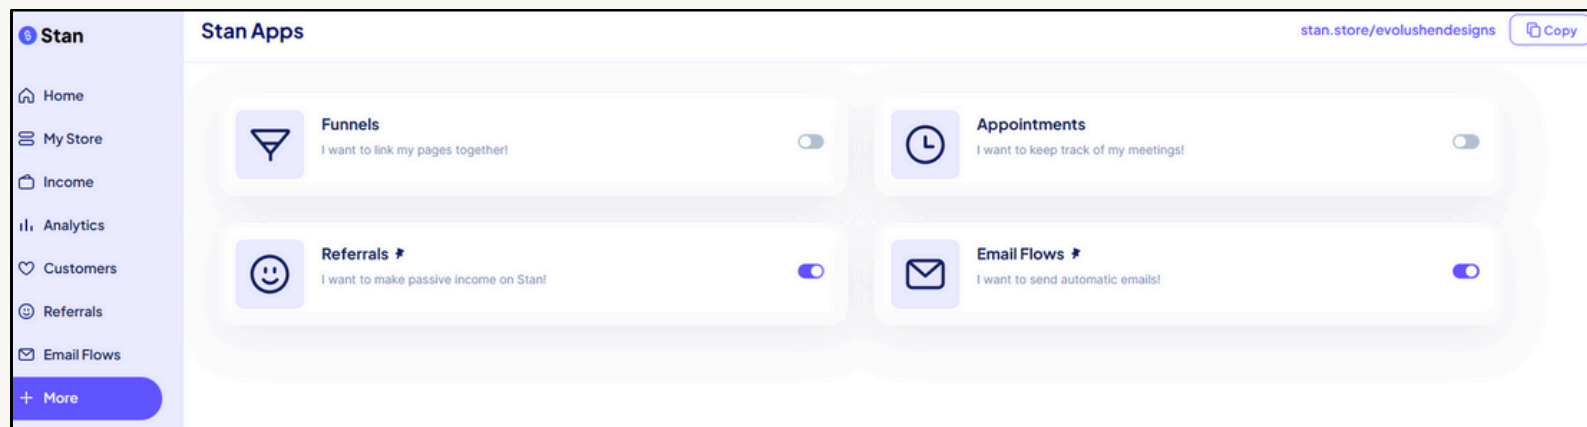 Stan
Stan Apps
stan.store/evolushendesigns
Copy
Home
My Store
Income
Analytics
Customers
Referrals
Email Flows
More
Funnels
I want to link my pages together!
Appointments
I want to keep track of my meetings!
Referrals
I want to make passive income on Stan!
Email Flows
I want to send automatic emails!